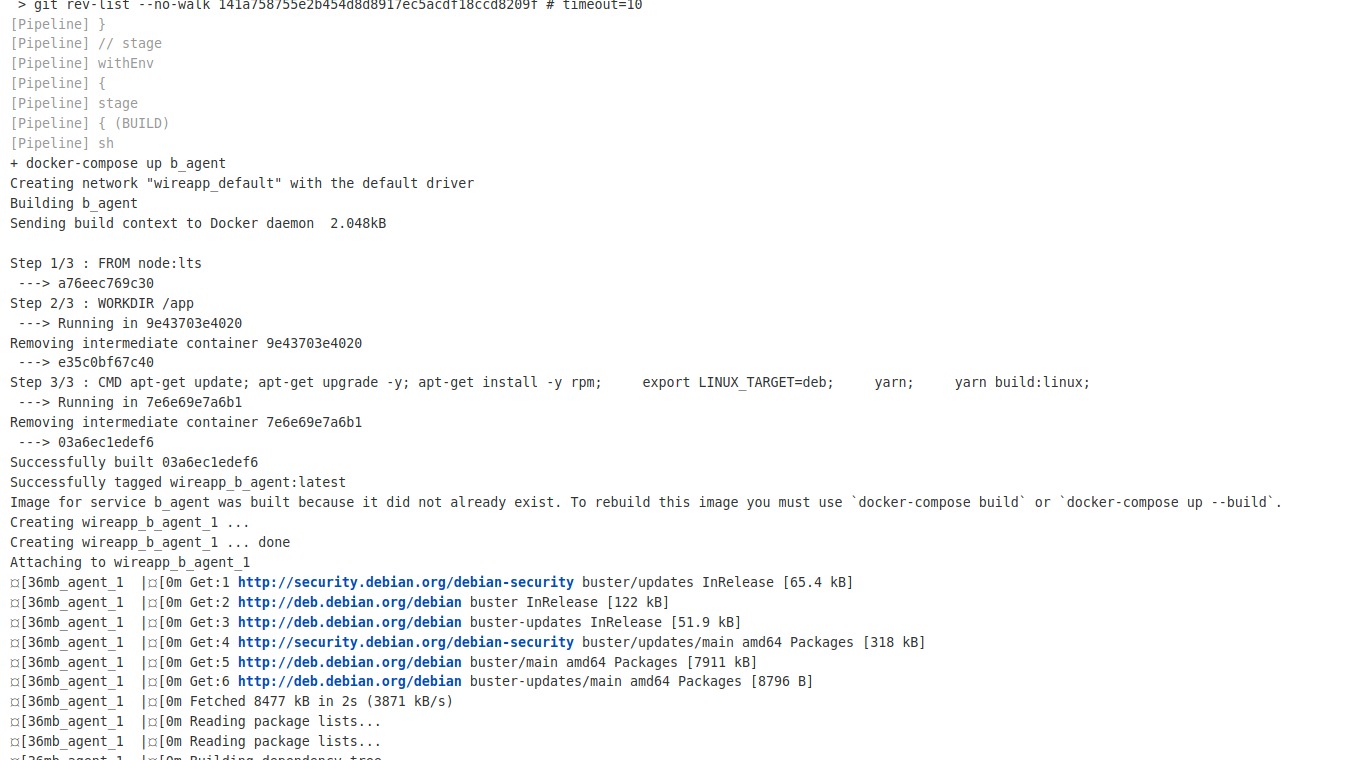 > git rev-list --no-walk 141a758755e2b454d8d8917ec5acdf18ccd8209f # timeout=10
[Pipeline] }
[Pipeline] // stage
[Pipeline] withEnv
[Pipeline] {
[Pipeline] stage
[Pipeline] { (BUILD)
[Pipeline] sh
+ docker-compose up b_agent
Creating network "wireapp_default" with the default driver
Building b_agent
Sending build context to Docker daemon  2.048kB
Step 1/3 : FROM node:lts
 ---> a76eec769c30
Step 2/3 : WORKDIR /app
 ---> Running in 9e43703e4020
Removing intermediate container 9e43703e4020
 ---> e35c0bf67c40
Step 3/3 : CMD apt-get update; apt-get upgrade -y; apt-get install -y rpm;     export LINUX_TARGET=deb;     yarn;     yarn build:linux;
 ---> Running in 7e6e69e7a6b1
Removing intermediate container 7e6e69e7a6b1
 ---> 03a6ec1edef6
Successfully built 03a6ec1edef6
Successfully tagged wireapp_b_agent:latest
Image for service b_agent was built because it did not already exist. To rebuild this image you must use `docker-compose build` or `docker-compose up --build`.
Creating wireapp_b_agent_1 ...
Creating wireapp_b_agent_1 ... done
Attaching to wireapp_b_agent_1
¤[36mb_agent_1  |¤[0m Get:1 http://security.debian.org/debian-security buster/updates InRelease [65.4 kB]
¤[36mb_agent_1  |¤[0m Get:2 http://deb.debian.org/debian buster InRelease [122 kB]
¤[36mb_agent_1  |¤[0m Get:3 http://deb.debian.org/debian buster-updates InRelease [51.9 kB]
¤[36mb_agent_1  |¤[0m Get:4 http://security.debian.org/debian-security buster/updates/main amd64 Packages [318 kB]
¤[36mb_agent_1  |¤[0m Get:5 http://deb.debian.org/debian buster/main amd64 Packages [7911 kB]
¤[36mb_agent_1  |¤[0m Get:6 http://deb.debian.org/debian buster-updates/main amd64 Packages [8796 B]
¤[36mb_agent_1  |¤[0m Fetched 8477 kB in 2s (3871 kB/s)
¤[36mb_agent_1  |¤[0m Reading package lists...
¤[36mb_agent_1  |¤[0m Reading package lists...
¤[36mb_agent_1  |¤[0m Building dependency tree